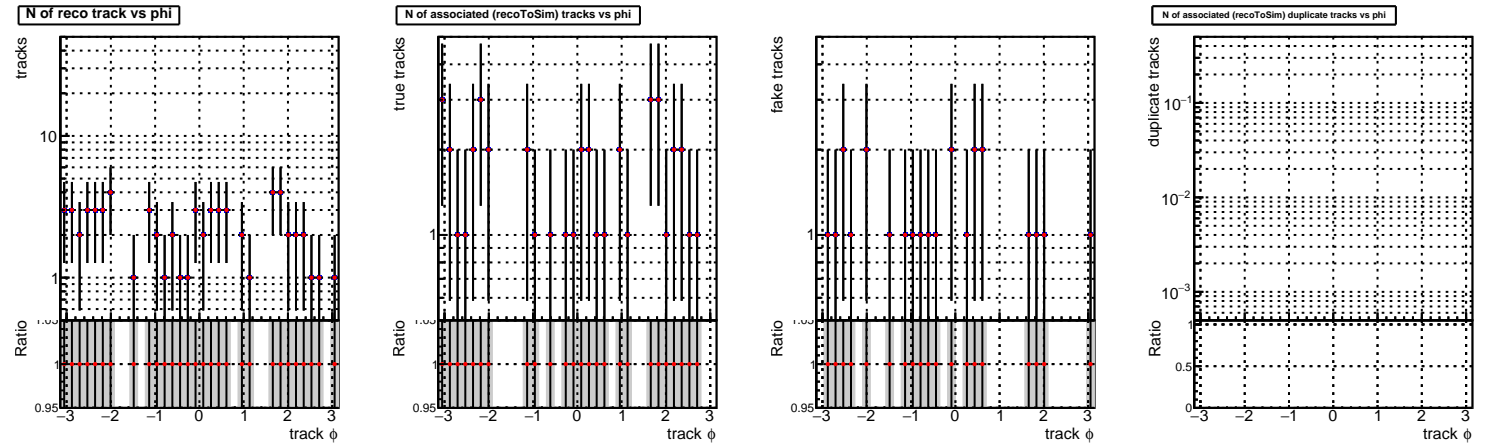 N of reco track vs phi
tracks
10
1
Ratio
1.05
1
0.95
−3 −2 −1 0 1 2 3
track ϕ
N of associated (recoToSim) tracks vs phi
true tracks
1
Ratio
1.05
1
0.95
−3 −2 −1 0 1 2 3
track ϕ
fake tracks
1
Ratio
1.05
1
0.95
−3 −2 −1 0 1 2 3
track ϕ
N of associated (recoToSim) duplicate tracks vs phi
duplicate tracks
10−1
10−2
10−3
Ratio
1
0.5
0
−3 −2 −1 0 1 2 3
track ϕ